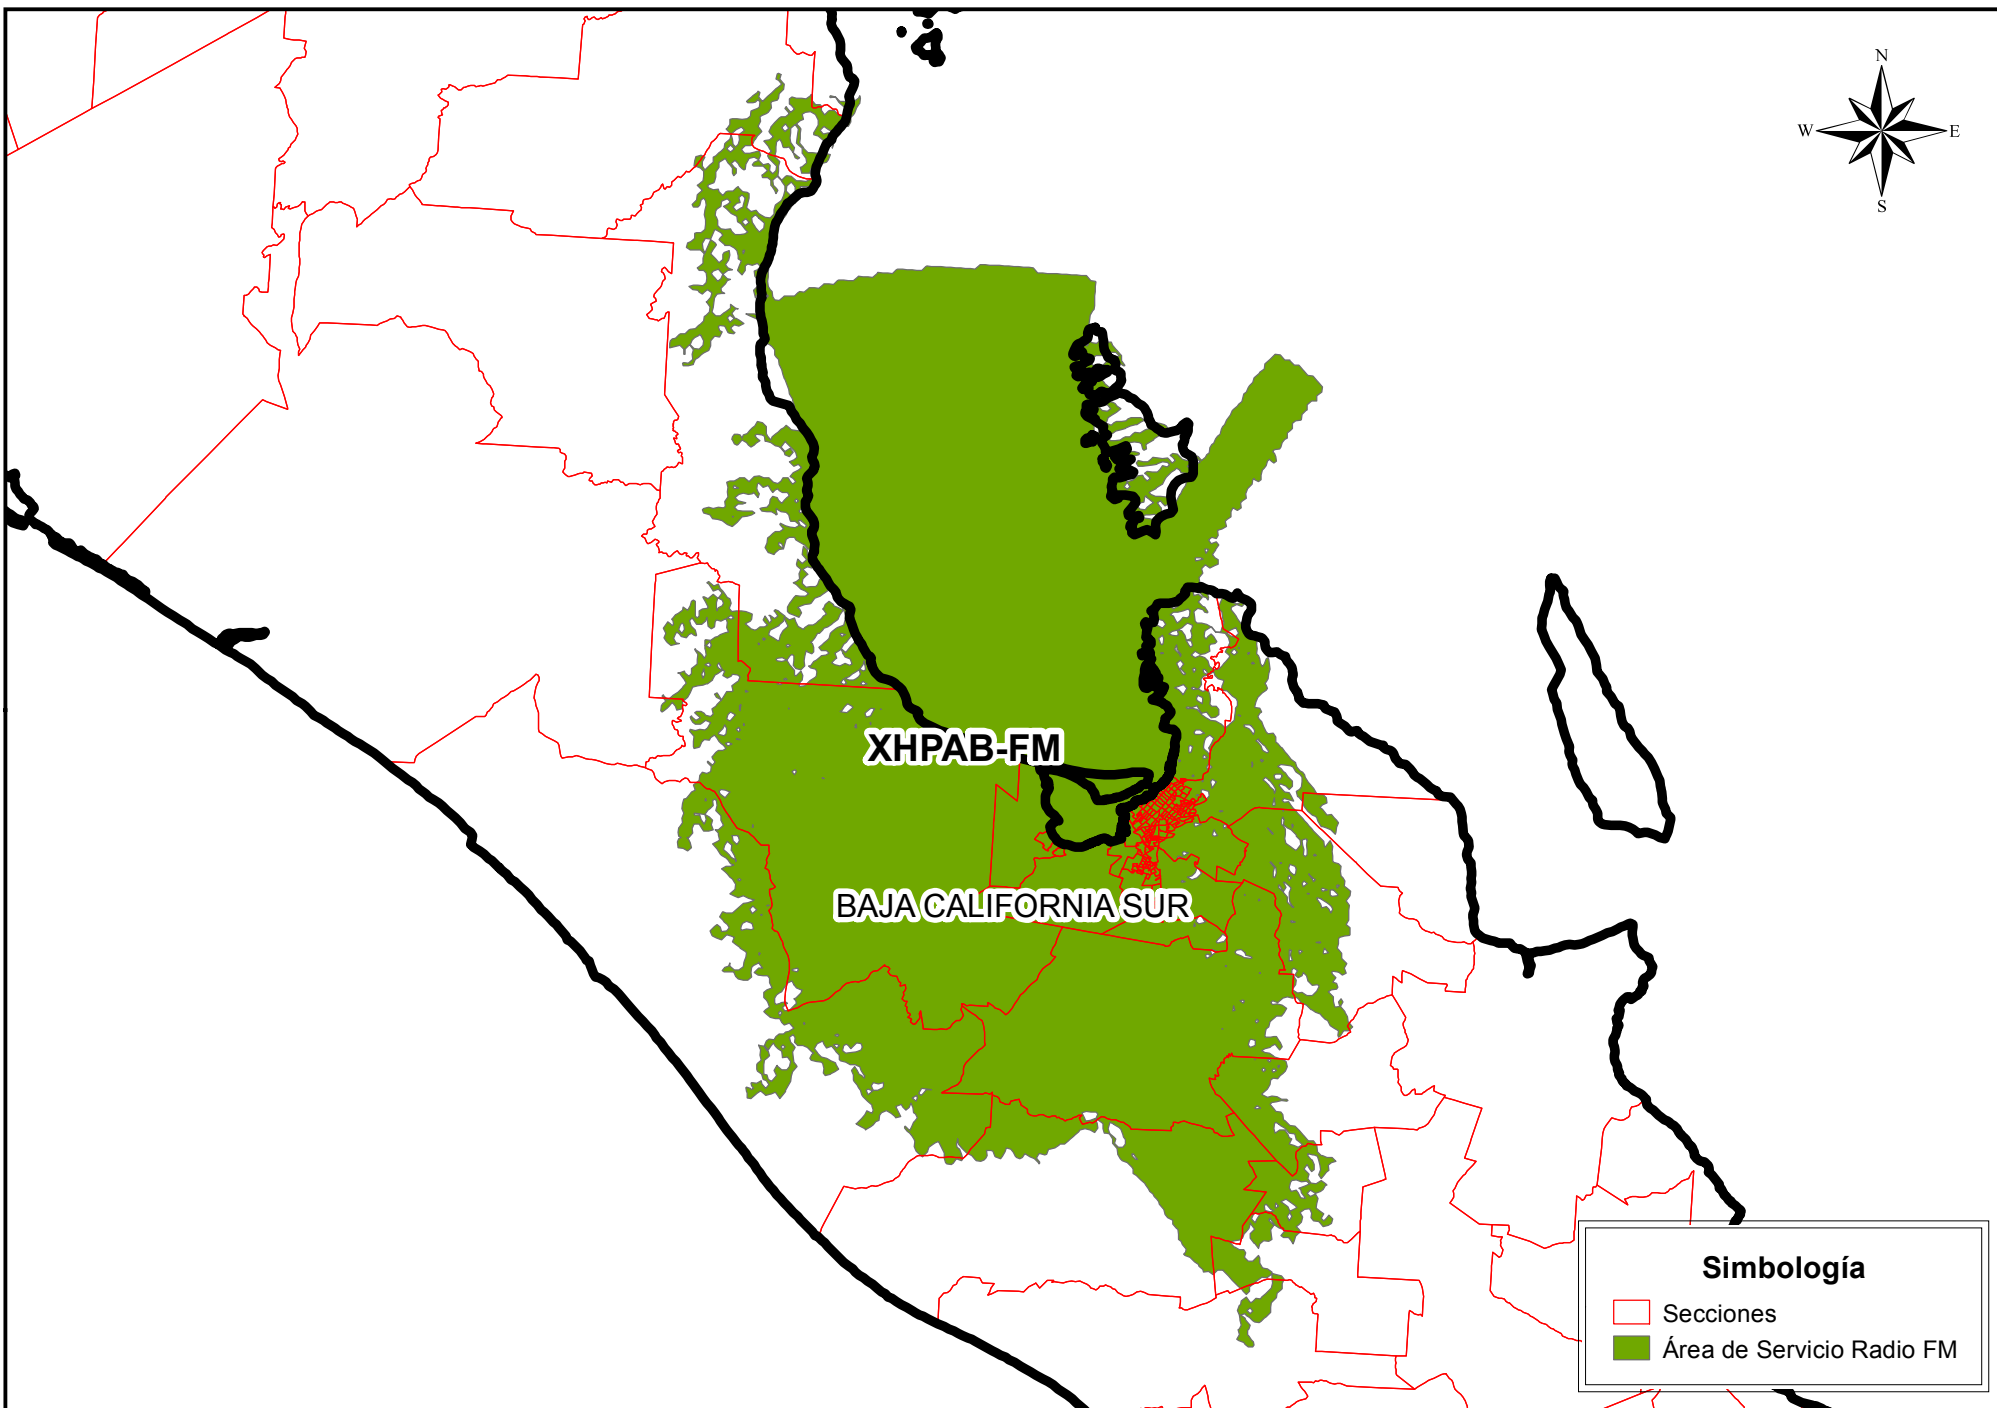 N
W E
S
XHPAB-FM
BAJA CALIFORNIA SUR
Simbología
Secciones
Área de Servicio Radio FM